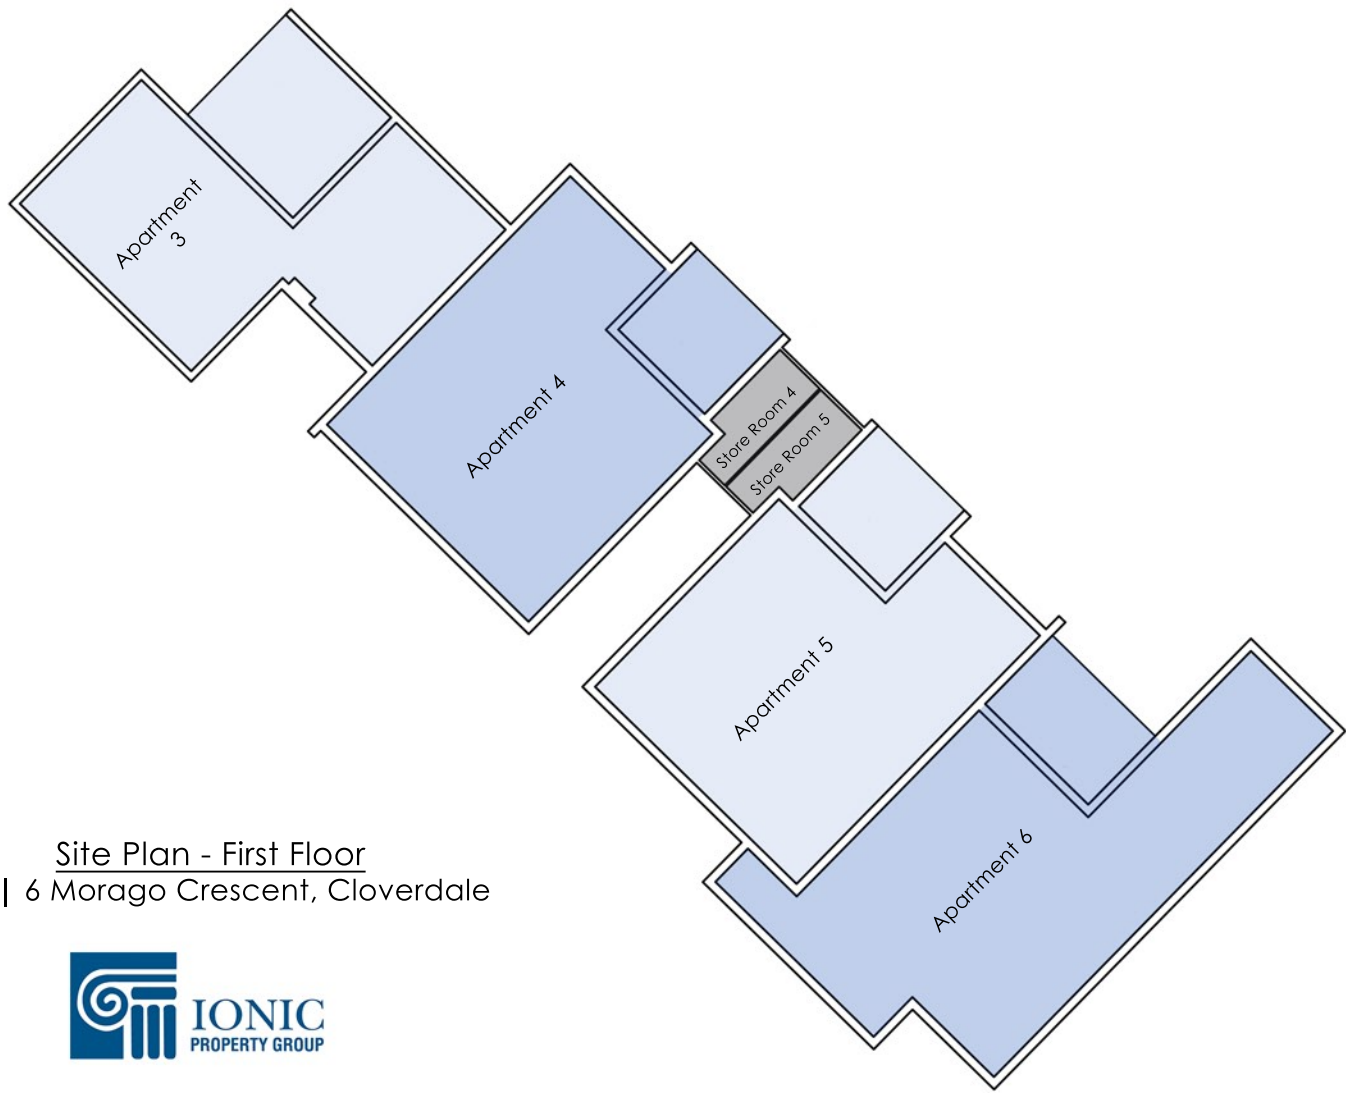 Apartment
3
Apartment 4
Store Room 4
Store Room 5
Apartment 5
Apartment 6
Site Plan - First Floor
| 6 Morago Crescent, Cloverdale
IONIC
PROPERTY GROUP